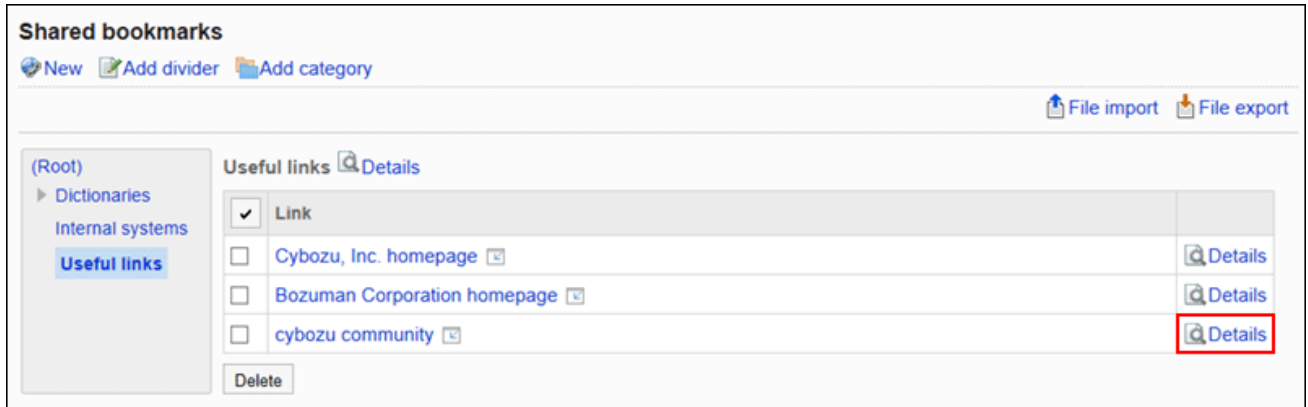 Shared bookmarks
New Add divider Add category
File import File export
(Root)
Dictionaries
Internal systems
Useful links
Useful links Details
Link
Cybozu, Inc. homepage Details
Bozuman Corporation homepage Details
cybozu community Details
Delete